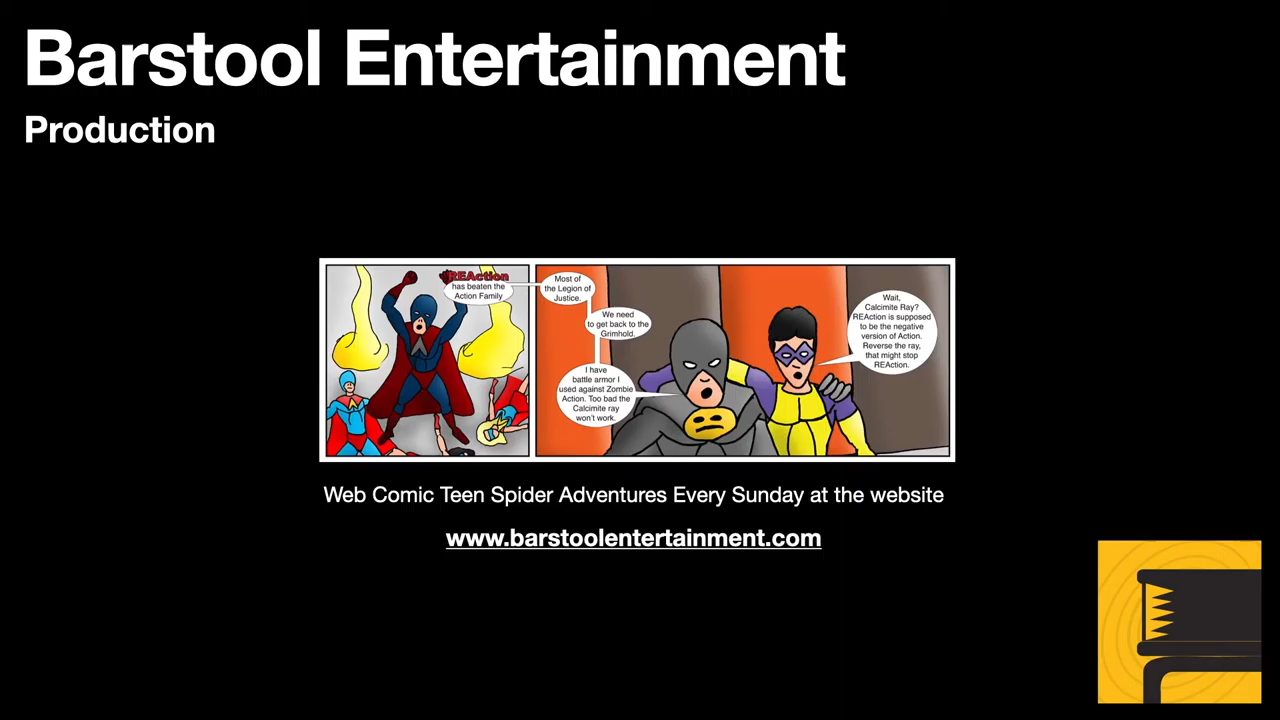 Barstool Entertainment
Production
REAction
has beaten the
Action Family
Most of
the Legion of
Justice.
We need
to get back to the
Grimhold.
I have
battle armor I
used against Zombie
Action. Too bad the
Calcimite ray
won't work.
Wait,
Calcimite Ray?
REAction is supposed
to be the negative
version of Action.
Reverse the ray,
that might stop
REAction.
Web Comic Teen Spider Adventures Every Sunday at the website
www.barstoolentertainment.com